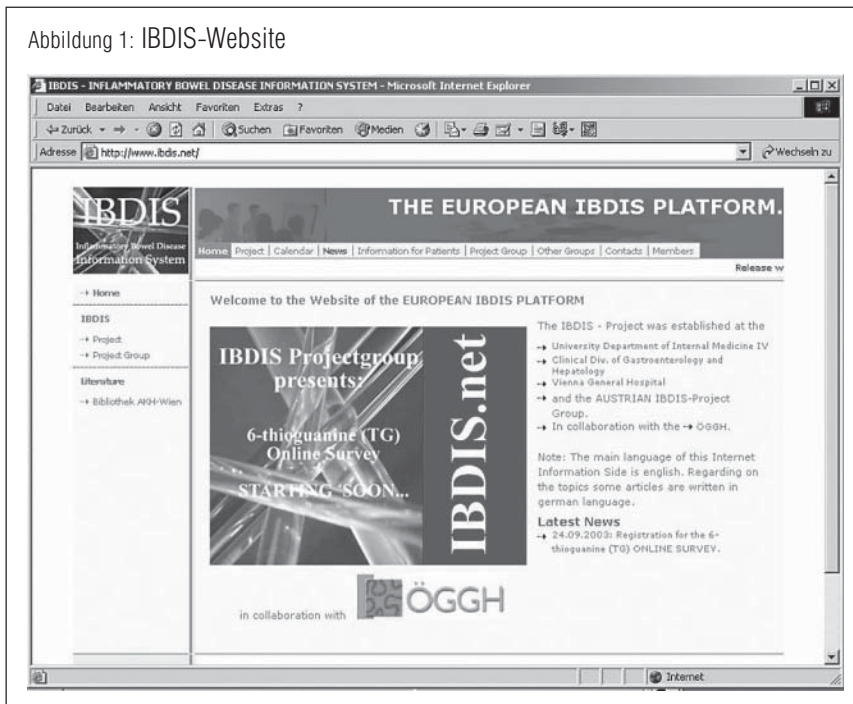 Abbildung 1: IBDIS-Website
IBDIS - INFLAMMATORY BOWEL DISEASE INFORMATION SYSTEM - Microsoft Internet Explorer
Datei Bearbeiten Ansicht Favoriten Extras ?
Zurück Suchen Favoriten Medien
Adresse http://www.ibdis.net/ Wechseln zu
IBDIS
Inflammatory Bowel Disease
Information System
THE EUROPEAN IBDIS PLATFORM.
Home | Project | Calendar | News | Information for Patients | Project Group | Other Groups | Contacts | Members
Release w
→ Home
IBDIS
→ Project
→ Project Group
Literature
→ Bibliothek AKH-Wien
Welcome to the Website of the EUROPEAN IBDIS PLATFORM
IBDIS Projectgroup
presents:
6-thioguanine (TG)
Online Survey
STARTING SOON...
IBDIS.net
The IBDIS - Project was established at the
→ University Department of Internal Medicine IV
→ Clinical Div. of Gastroenterology and
Hepatology
→ Vienna General Hospital
→ and the AUSTRIAN IBDIS-Project
Group.
→ In collaboration with the → ÖGGH.
Note: The main language of this Internet
Information Side is english. Regarding on
the topics some articles are written in
german language.
Latest News
→ 24.09.2003: Registration for the 6-
thioguanine (TG) ONLINE SURVEY.
in collaboration with ÖGGH
Internet